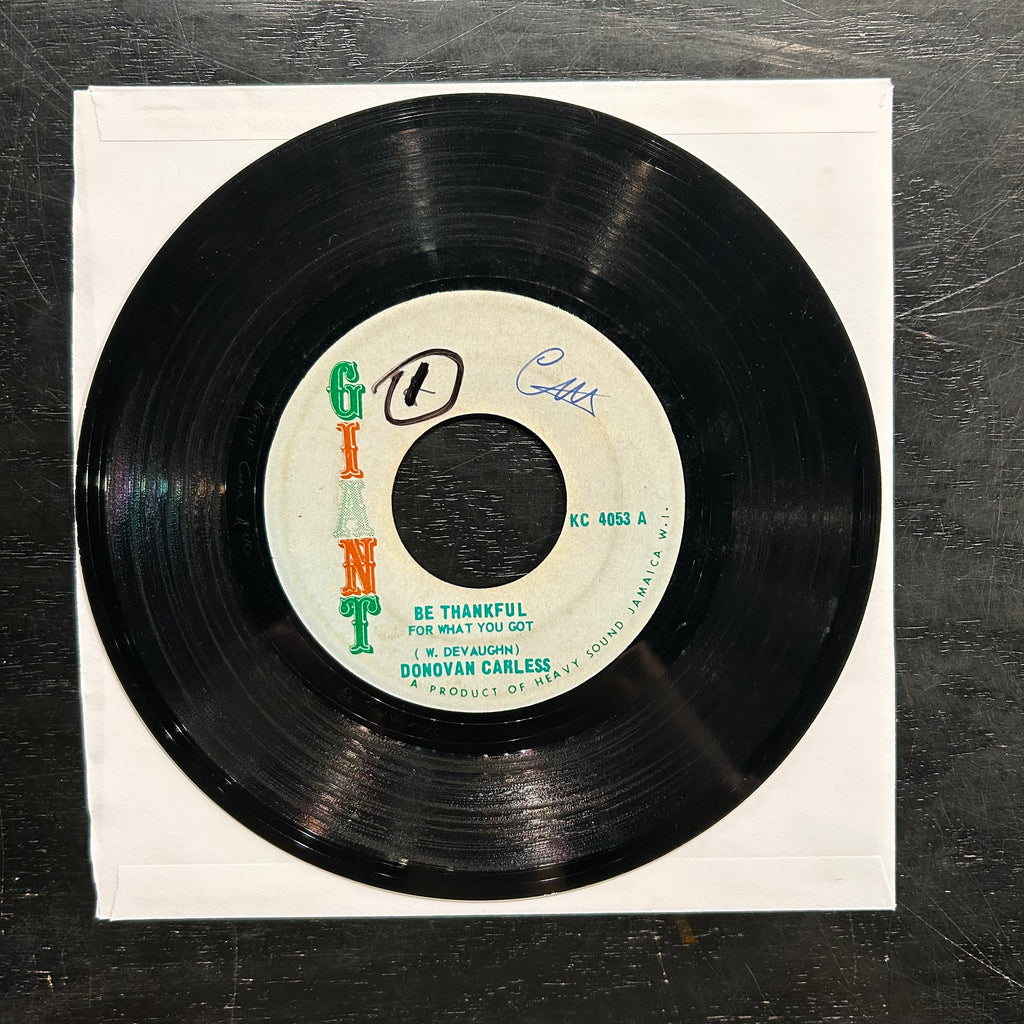 GIANT
KC 4053 A
BE THANKFUL
FOR WHAT YOU GOT
( W. DEVAUGHN)
DONOVAN CARLESS
A PRODUCT OF HEAVY SOUND JAMAICA W.I.